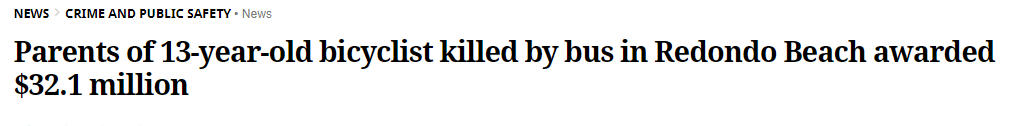 NEWS > CRIME AND PUBLIC SAFETY • News
Parents of 13-year-old bicyclist killed by bus in Redondo Beach awarded
$32.1 million